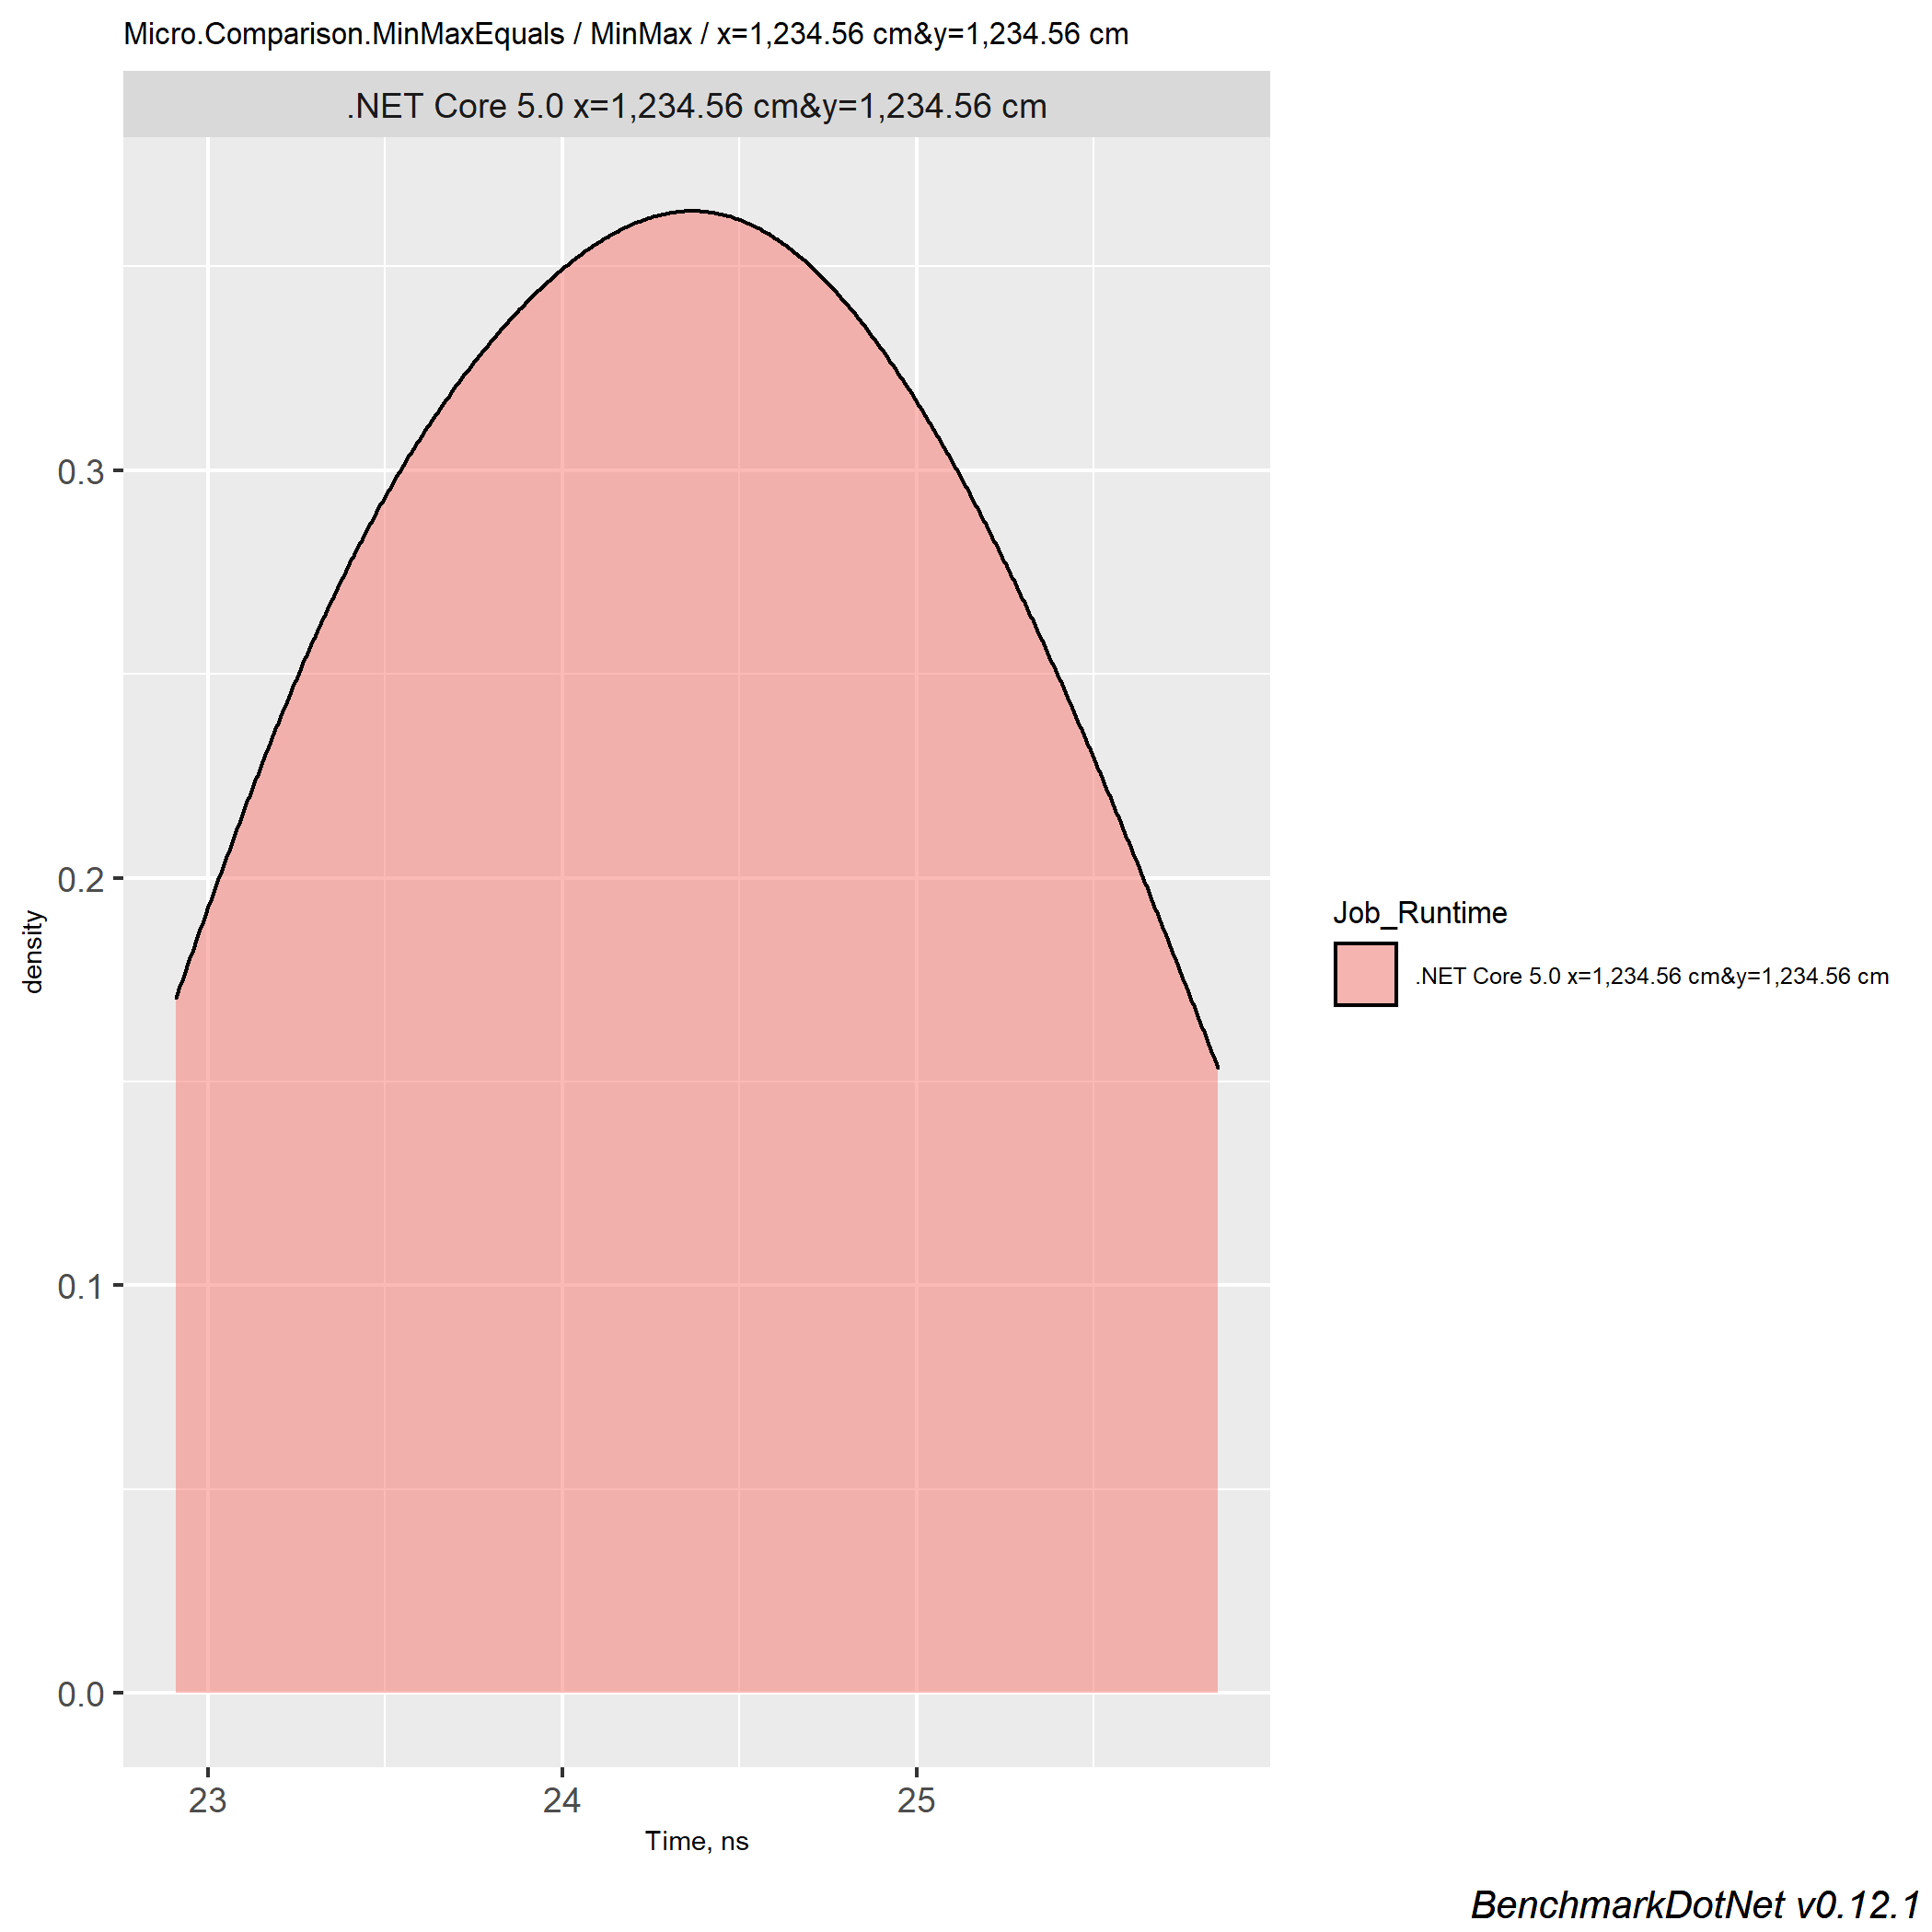 Micro.Comparison.MinMaxEquals / MinMax / x=1,234.56 cm&y=1,234.56 cm
.NET Core 5.0 x=1,234.56 cm&y=1,234.56 cm
0.3
0.2
0.1
0.0
density
23 24 25
Time, ns
Job_Runtime
.NET Core 5.0 x=1,234.56 cm&y=1,234.56 cm
BenchmarkDotNet v0.12.1